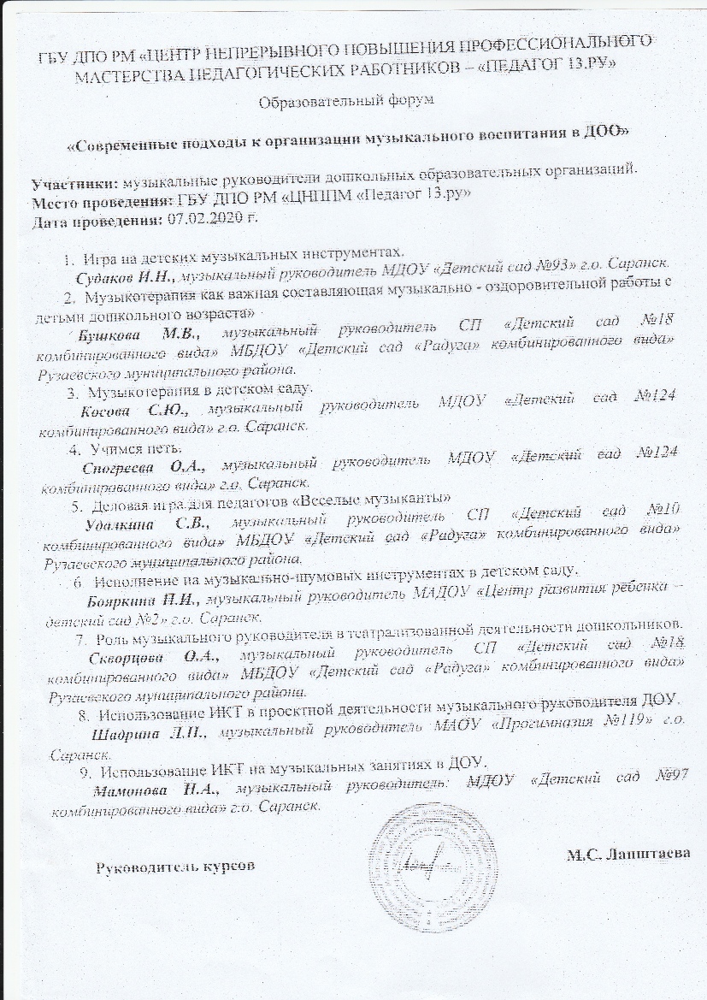 ГБУ ДПО РМ «ЦЕНТР НЕПРЕРЫВНОГО ПОВЫШЕНИЯ ПРОФЕССИОНАЛЬНОГО
МАСТЕРСТВА ПЕДАГОГИЧЕСКИХ РАБОТНИКОВ – «ПЕДАГОГ 13.РУ»
Образовательный форум
«Современные подходы к организации музыкального воспитания в ДОО»
Участники: музыкальные руководители дошкольных образовательных организаций.
Место проведения: ГБУ ДПО РМ «ЦНППМ «Педагог 13.ру»
Дата проведения: 07.02.2020 г.
1. Игра на детских музыкальных инструментах.
Судаков И.Н., музыкальный руководитель МДОУ «Детский сад №93» г.о. Саранск.
2. Музыкотерапия как важная составляющая музыкально - оздоровительной работы с
детьми дошкольного возраста»
Бушкова М.В., музыкальный руководитель СП «Детский сад №18
комбинированного вида» МБДОУ «Детский сад «Радуга» комбинированного вида»
Рузаевского муниципального района.
3. Музыкотерапия в детском саду.
Косова С.Ю., музыкальный руководитель МДОУ «Детский сад №124
комбинированного вида» г.о. Саранск.
4. Учимся петь.
Снегрева О.А., музыкальный руководитель МДОУ «Детский сад №124
комбинированного вида» г.о. Саранск.
5. Деловая игра для педагогов «Веселые музыканты»
Удалкина С.В., музыкальный руководитель СП «Детский сад №10
комбинированного вида» МБДОУ «Детский сад «Радуга» комбинированного вида»
Рузаевского муниципального района.
6. Исполнение на музыкально-шумовых инструментах в детском саду.
Бояркина П.И., музыкальный руководитель МАДОУ «Центр развития ребенка –
детский сад №2» г.о. Саранск.
7. Роль музыкального руководителя в театрализованной деятельности дошкольников.
Скворцова О.А., музыкальный руководитель СП «Детский сад №18
комбинированного вида» МБДОУ «Детский сад «Радуга» комбинированного вида»
Рузаевского муниципального района.
8. Использование ИКТ в проектной деятельности музыкального руководителя ДОУ.
Шадрина Л.П., музыкальный руководитель МАОУ «Прогимназия №119» г.о.
Саранск.
9. Использование ИКТ на музыкальных занятиях в ДОУ.
Мамонова Н.А., музыкальный руководитель: МДОУ «Детский сад №97
комбинированного вида» г.о. Саранск.
Руководитель курсов
М.С. Лапштаева